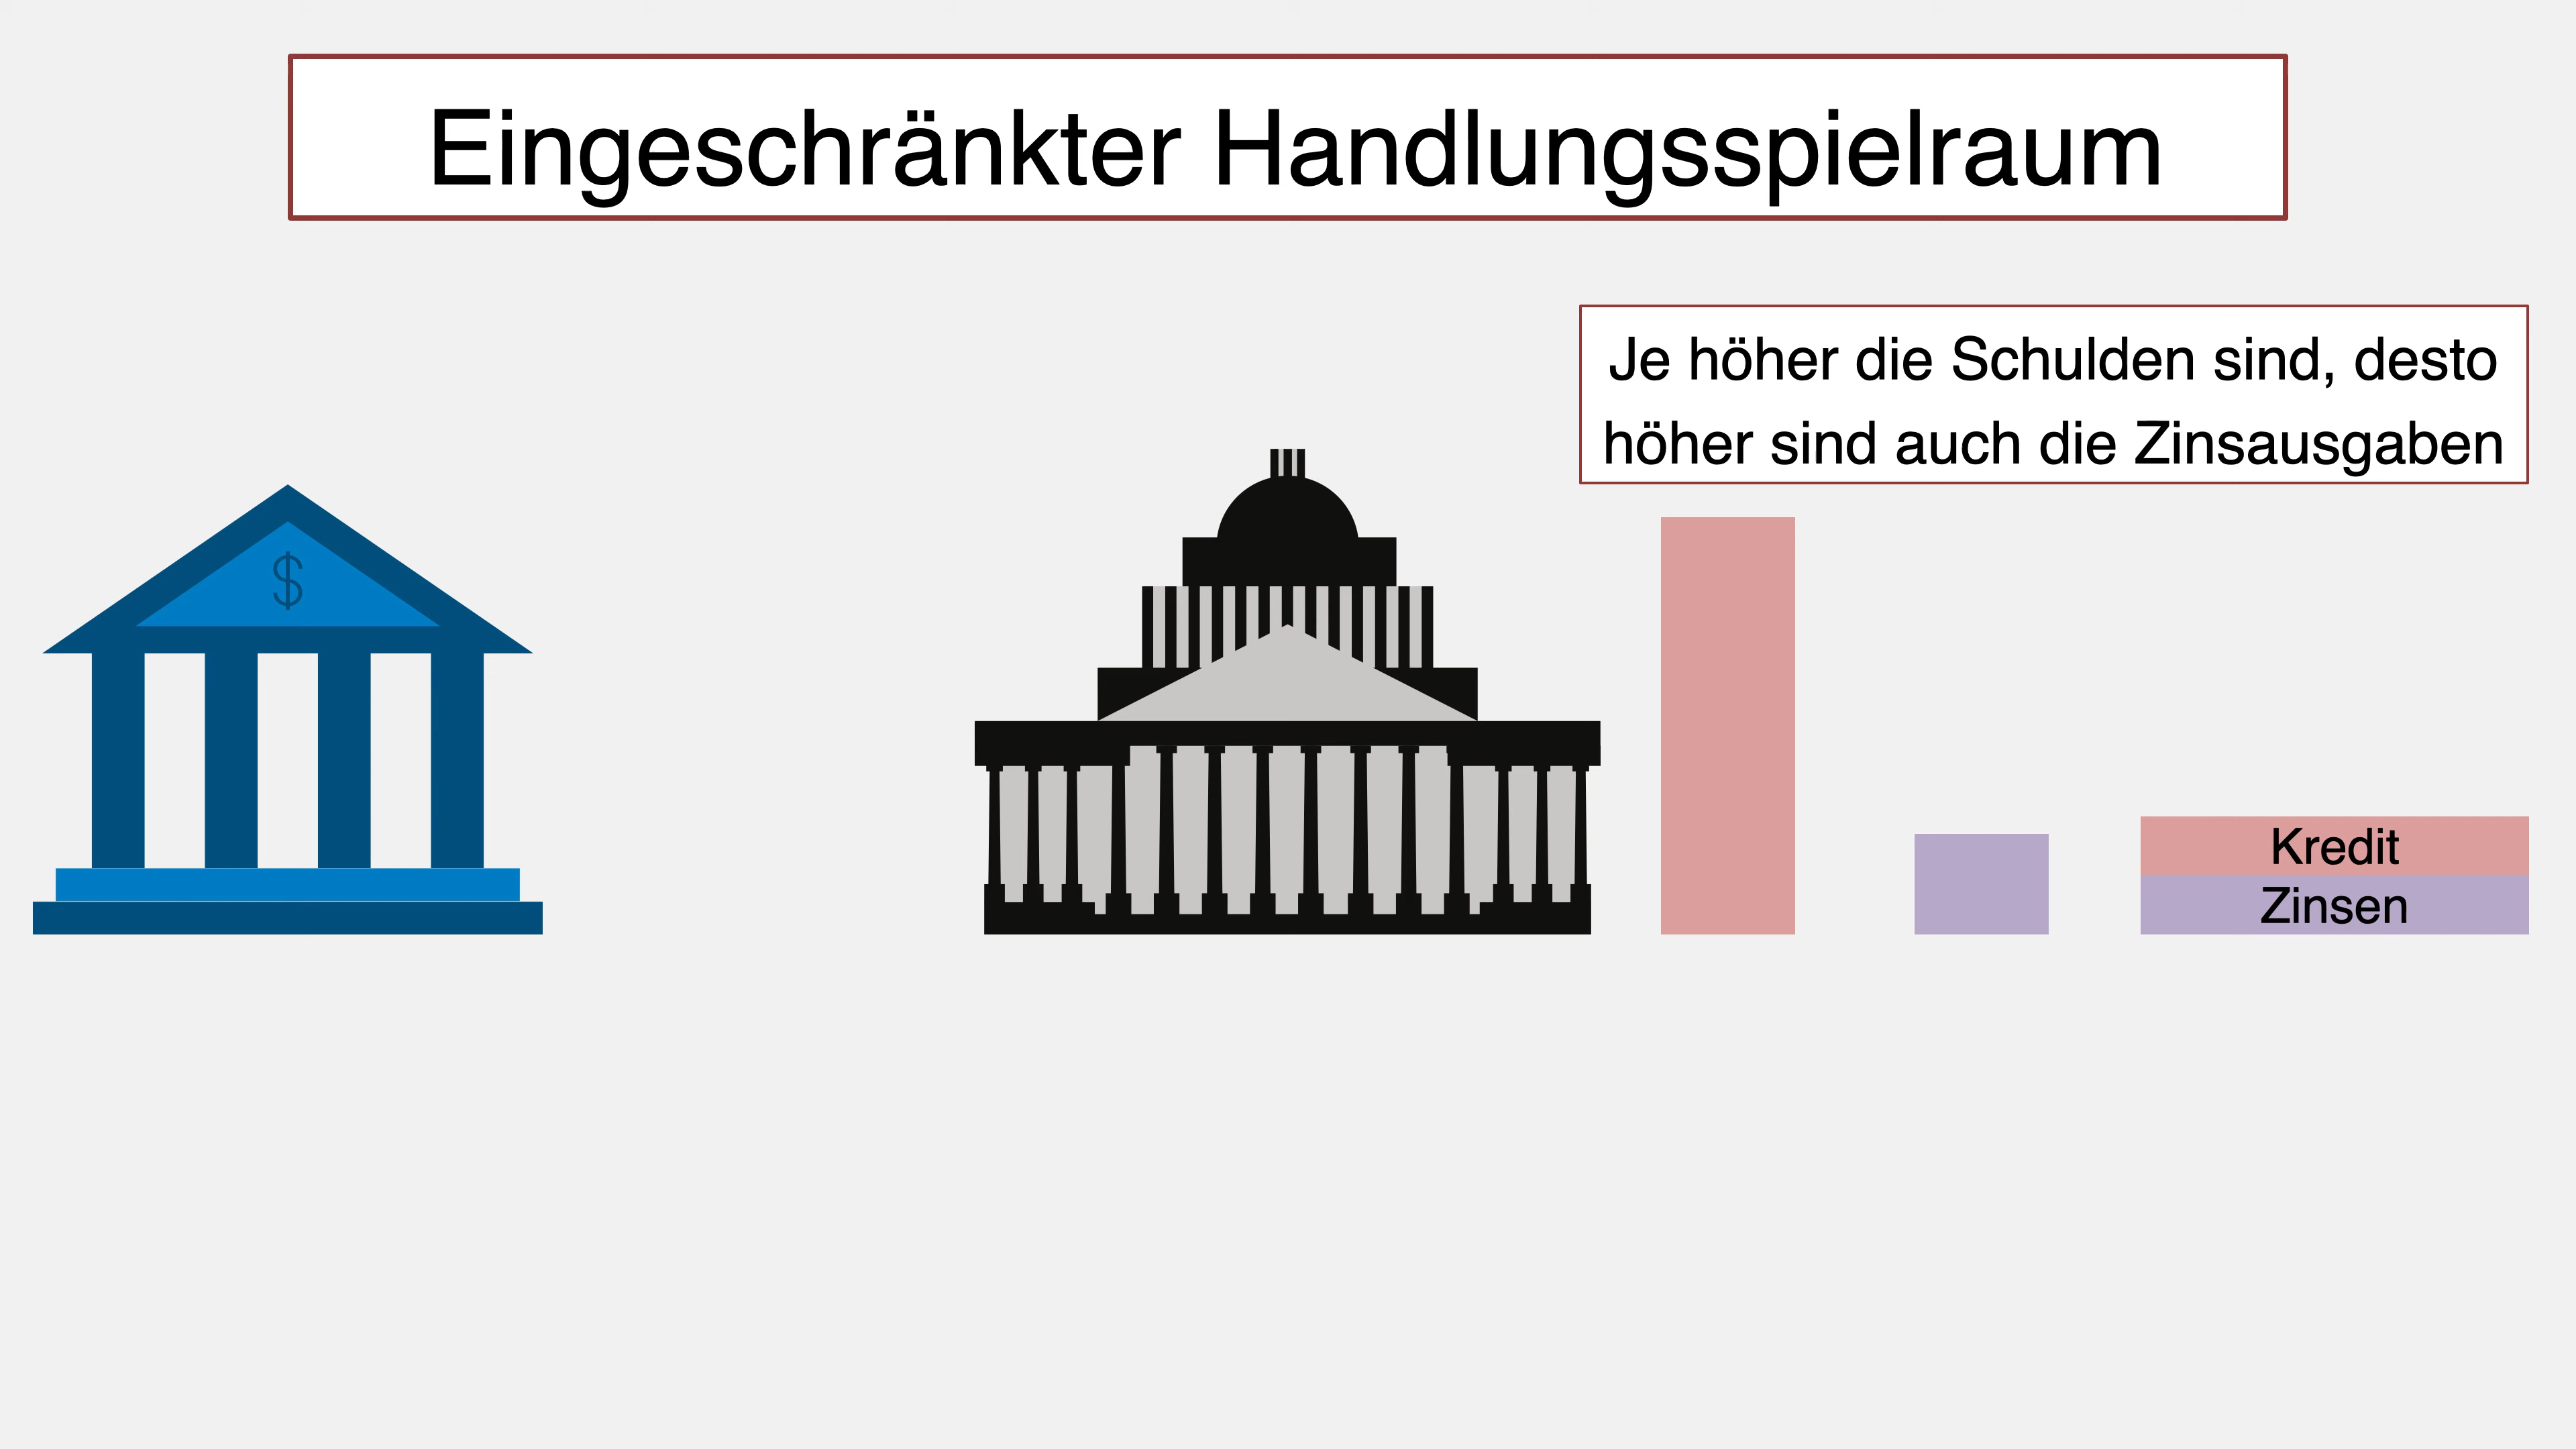 Eingeschränkter Handlungsspielraum
Je höher die Schulden sind, desto
höher sind auch die Zinsausgaben
$
Kredit
Zinsen